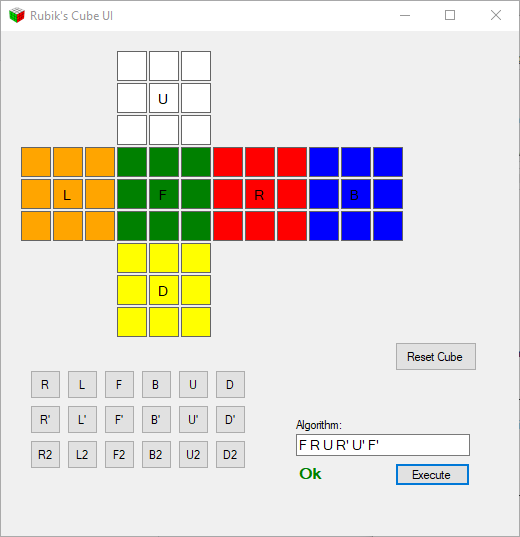 Rubik's Cube UI
U
L F R B
D
Reset Cube
R L F B U D
R' L' F' B' U' D'
R2 L2 F2 B2 U2 D2
Algorithm:
F R U R' U' F'
Ok
Execute